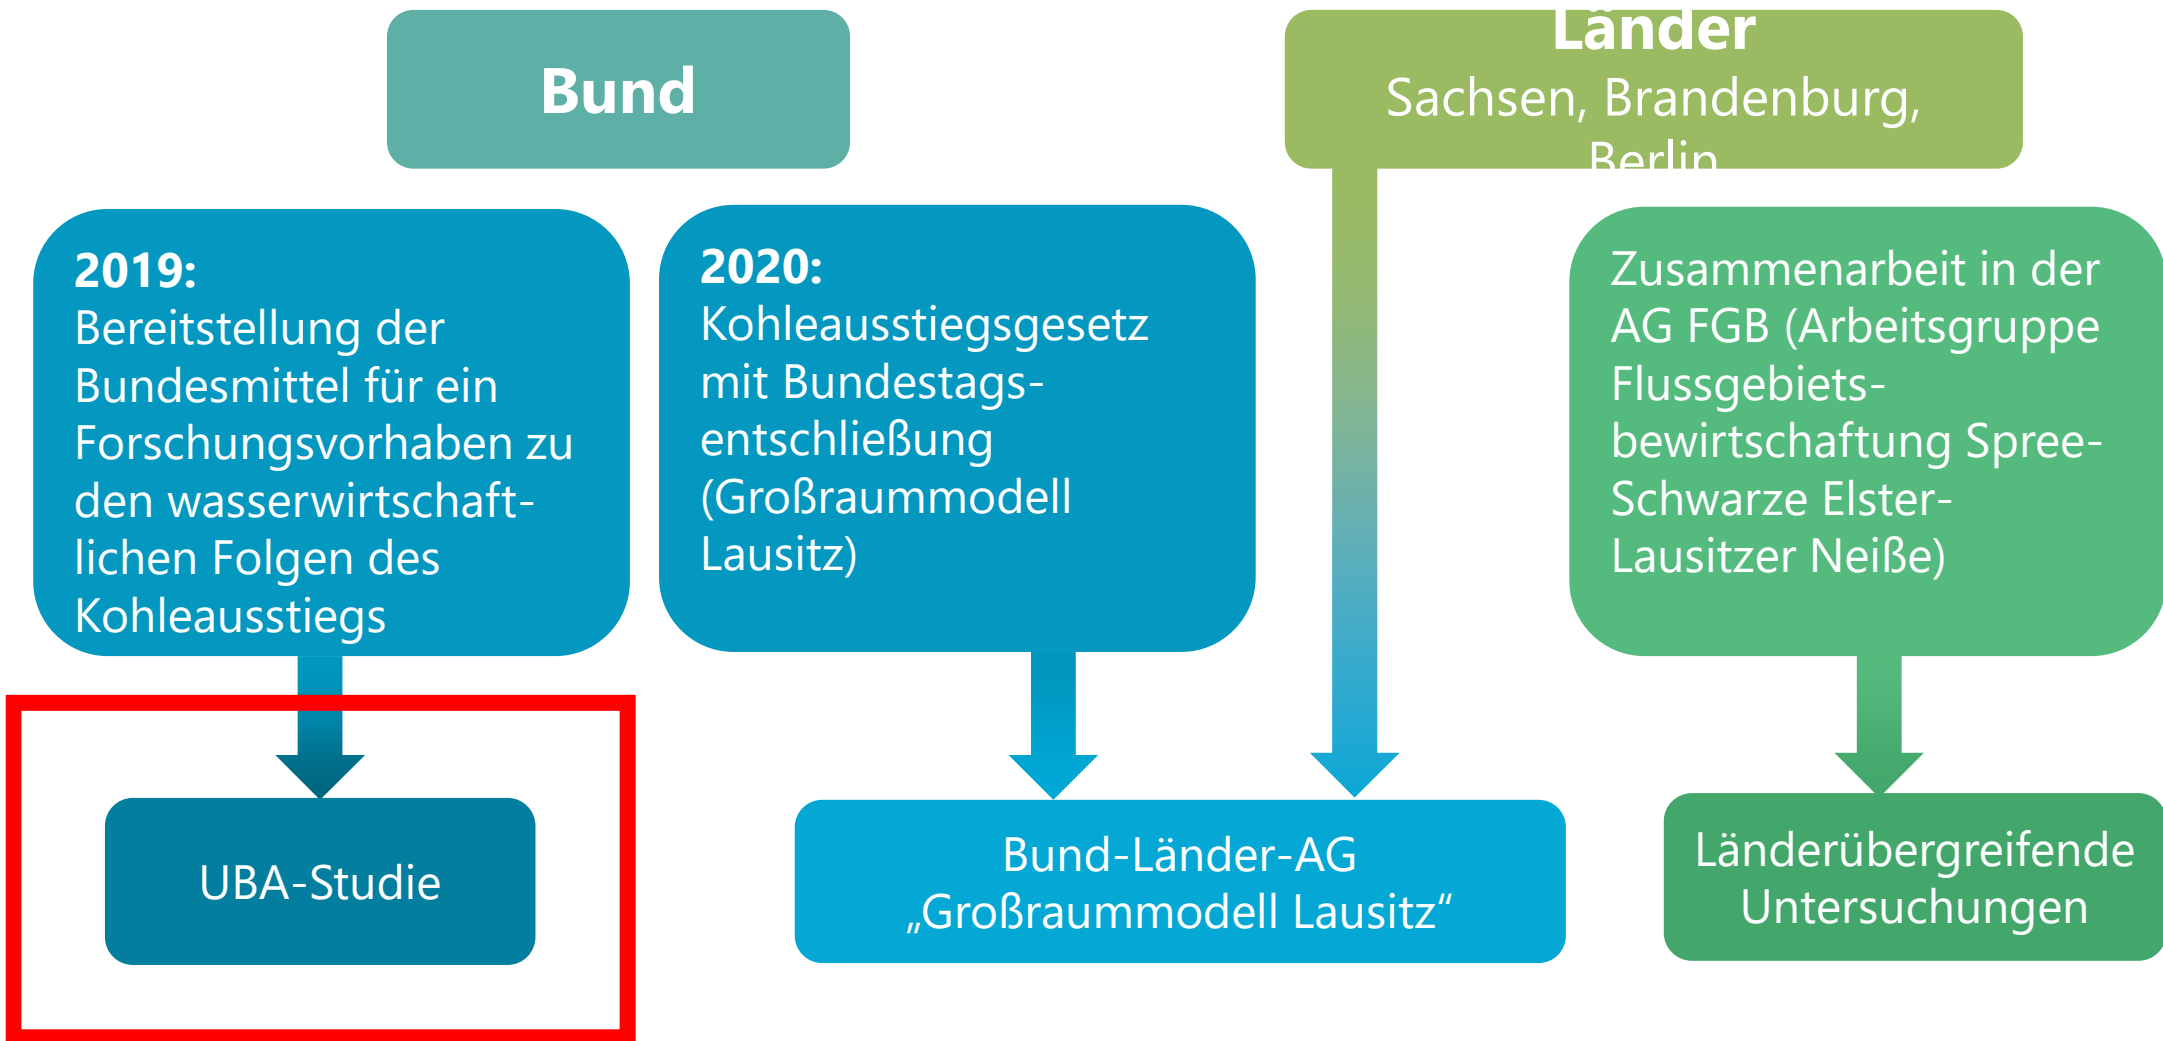 Bund
Länder
Sachsen, Brandenburg,
Berlin
2019:
Bereitstellung der
Bundesmittel für ein
Forschungsvorhaben zu
den wasserwirtschaft-
lichen Folgen des
Kohleausstiegs
2020:
Kohleausstiegsgesetz
mit Bundestags-
entschließung
(Großraummodell
Lausitz)
Zusammenarbeit in der
AG FGB (Arbeitsgruppe
Flussgebiets-
bewirtschaftung Spree-
Schwarze Elster-
Lausitzer Neiße)
UBA-Studie
Bund-Länder-AG
„Großraummodell Lausitz“
Länderübergreifende
Untersuchungen